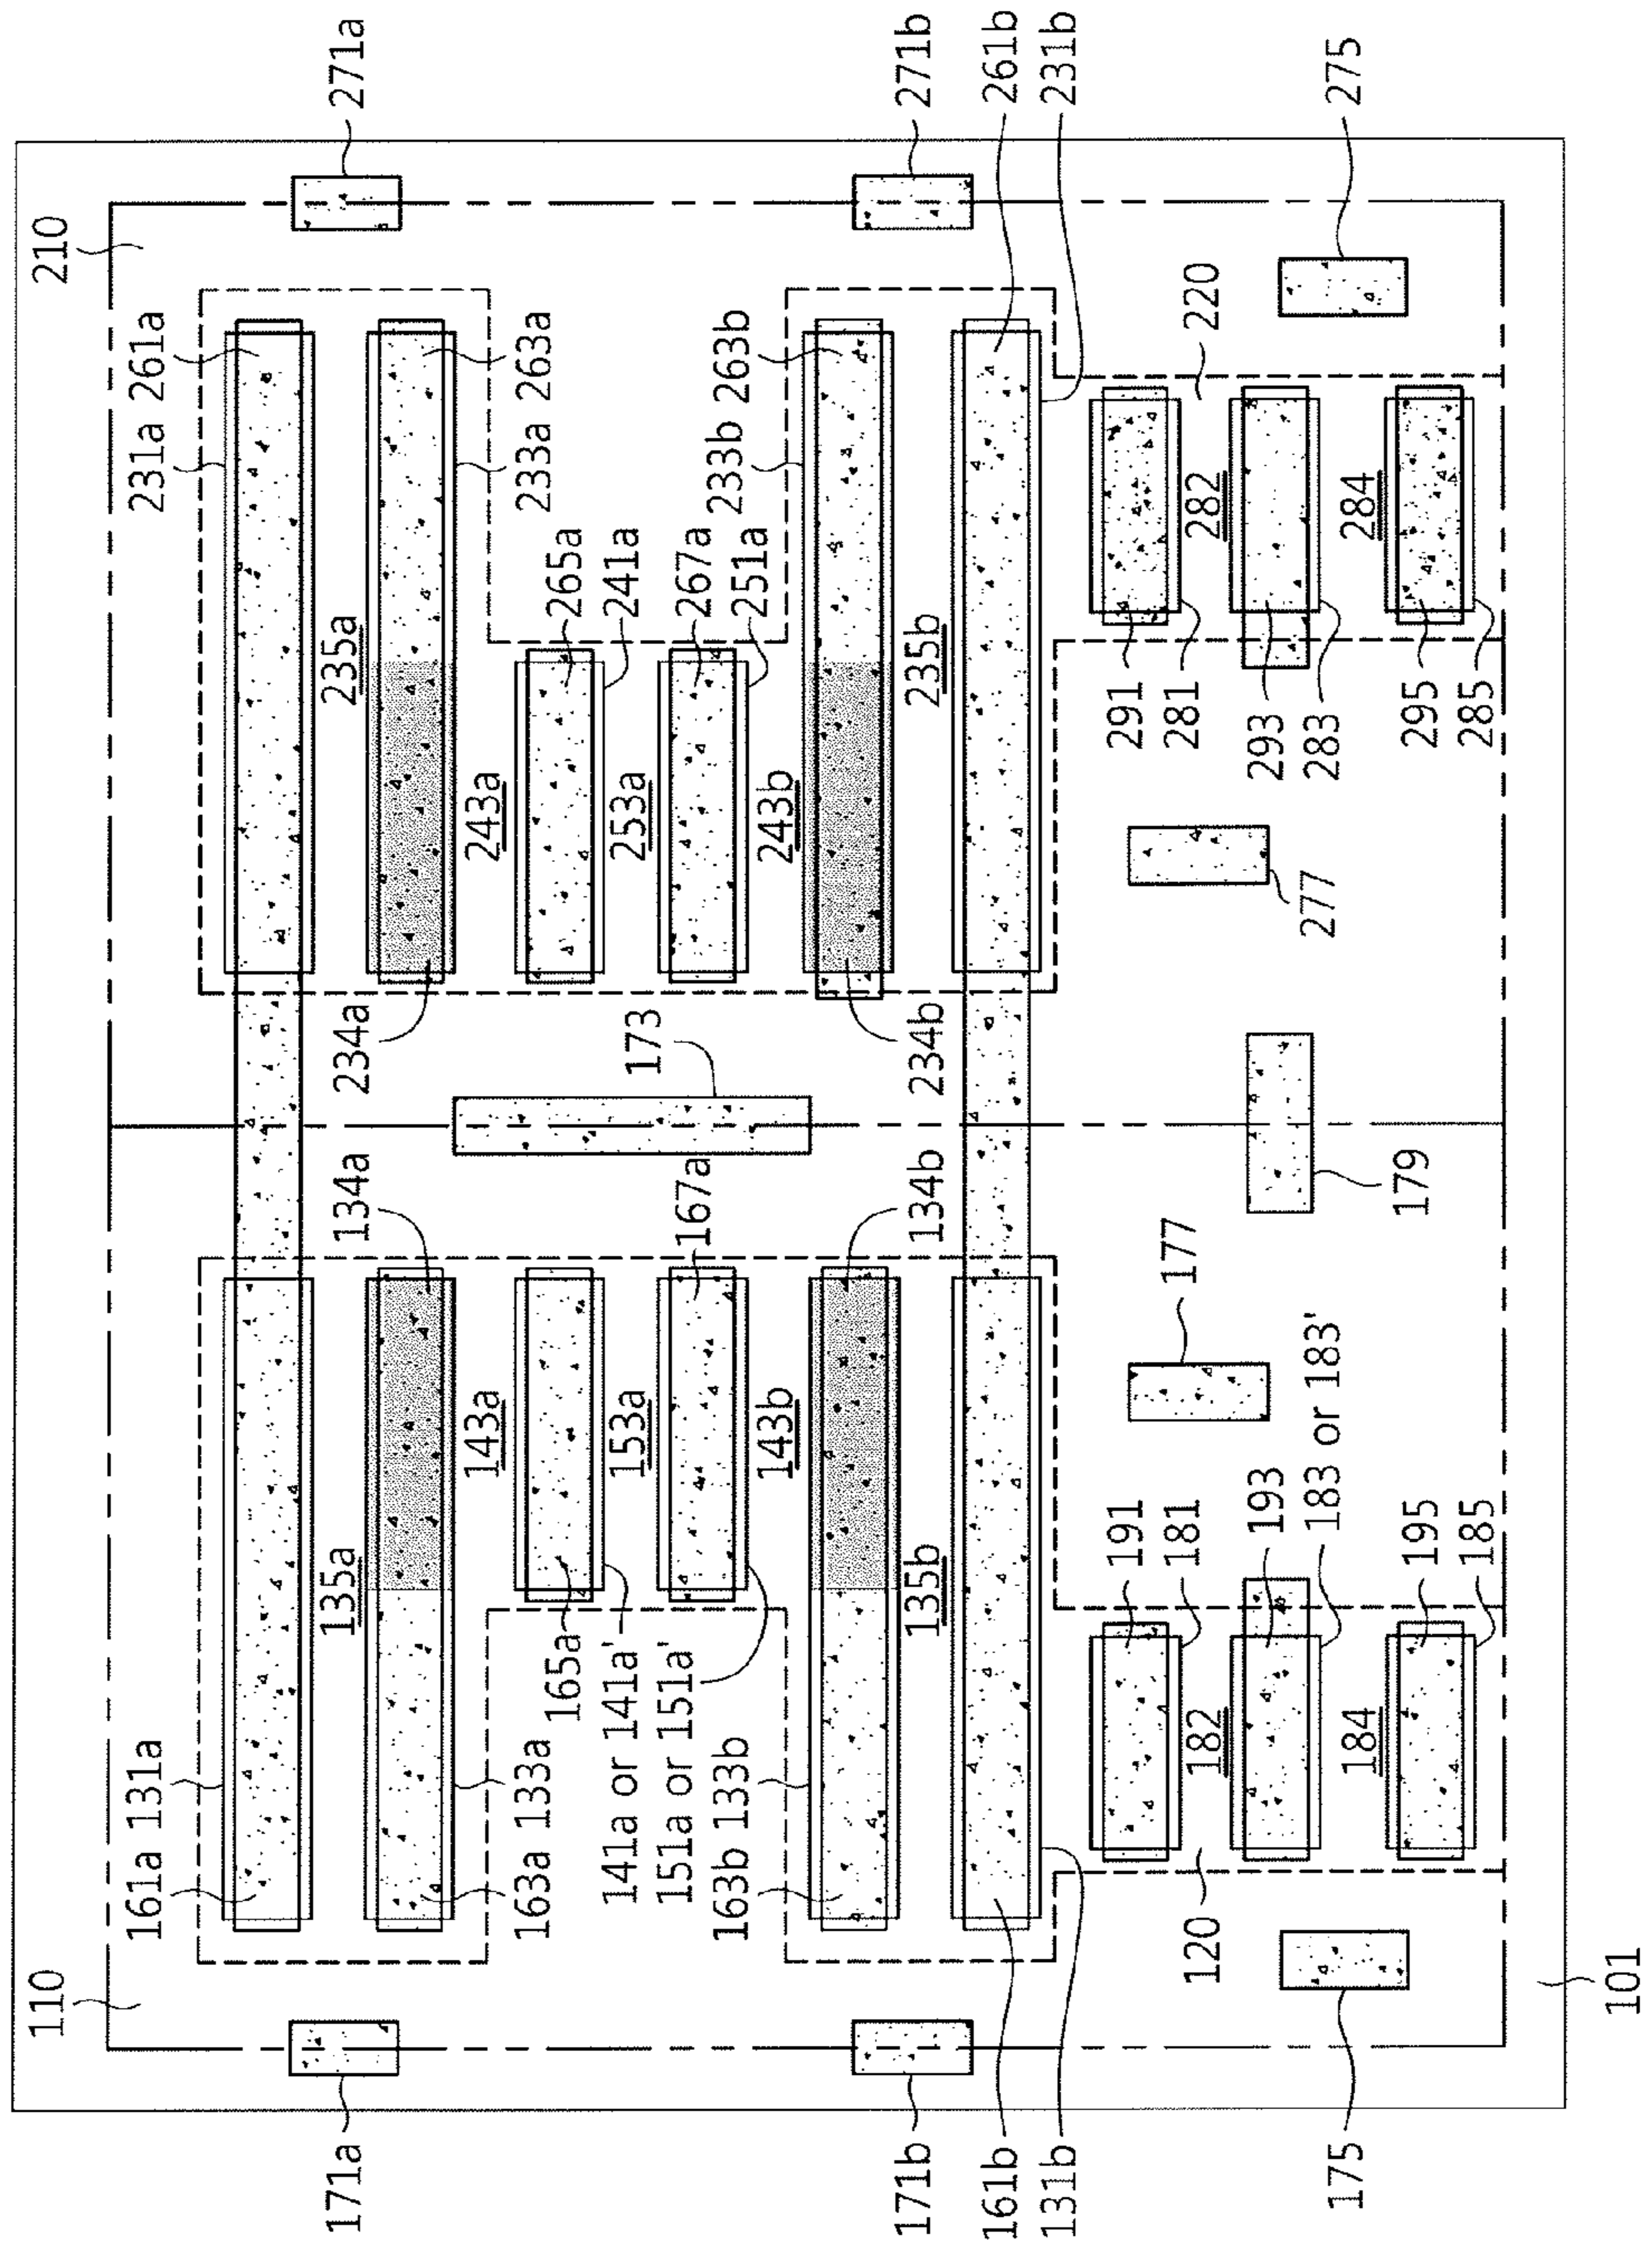 271a
271b
261b
231b
275
210
231a 261a
233a 263a
233b 263b
220
265a
241a
267a
251a
235a
235b
282
284
291
281
293
283
295
285
243a
253a
243b
277
234a
173
234b
134a
167a
134b
179
177
143a
153a
143b
135a
135b
191
181
193
183 or 183'
195
185
161a 131a
163a 133a
165a
141a or 141a'
151a or 151a'
163b 133b
182
184
120
110
101
171a
171b
161b
131b
175